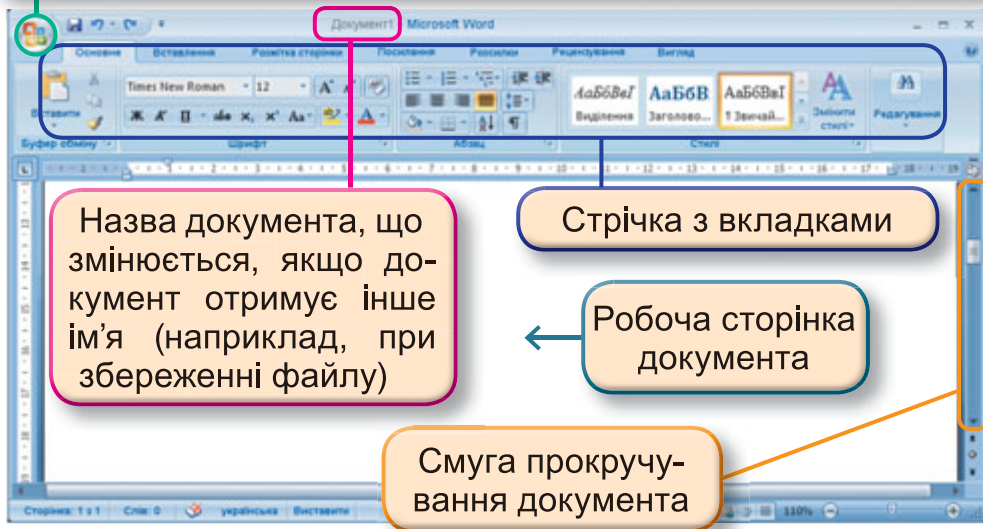 Документ1 - Microsoft Word
Основне Вставлення Розмітка сторінки Посилання Розсилки Рецензування Вигляд
Times New Roman 12
АаБбВвГ АаБбВ АаБбВвГ
Вставити
Виділення Заголово... ¶ Звичай... Змінити стилі Редагування
Буфер обміну Шрифт Абзац Стилі
Назва документа, що
змінюється, якщо до-
кумент отримує інше
ім’я (наприклад, при
збереженні файлу)
Стрічка з вкладками
Робоча сторінка
документа
Смуга прокручу-
вання документа
Сторінка: 1 з 1 Слів: 0 українська Виставити 110%